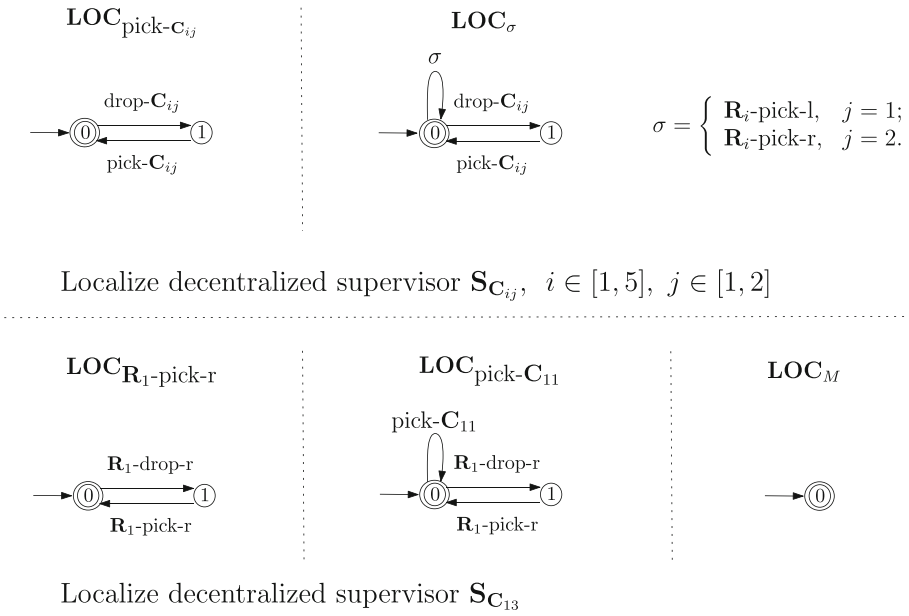 LOC_pick-C_ij
LOC_σ
σ
drop-C_ij
0 1
pick-C_ij
drop-C_ij
0 1
pick-C_ij
σ = { R_i-pick-l, j = 1;
R_i-pick-r, j = 2.
Localize decentralized supervisor S_C_ij, i ∈ [1, 5], j ∈ [1, 2]
LOC_R_1-pick-r
LOC_pick-C_11
LOC_M
R_1-drop-r
0 1
R_1-pick-r
pick-C_11
R_1-drop-r
0 1
R_1-pick-r
0
Localize decentralized supervisor S_C_13